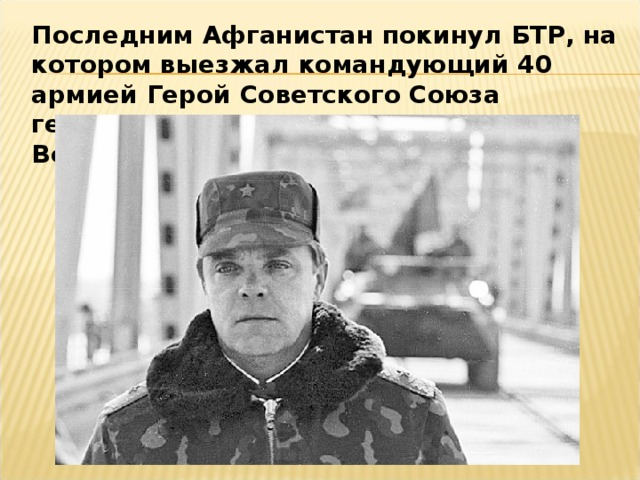 Последним Афганистан покинул БТР, на
котором выезжал командующий 40
армией Герой Советского Союза